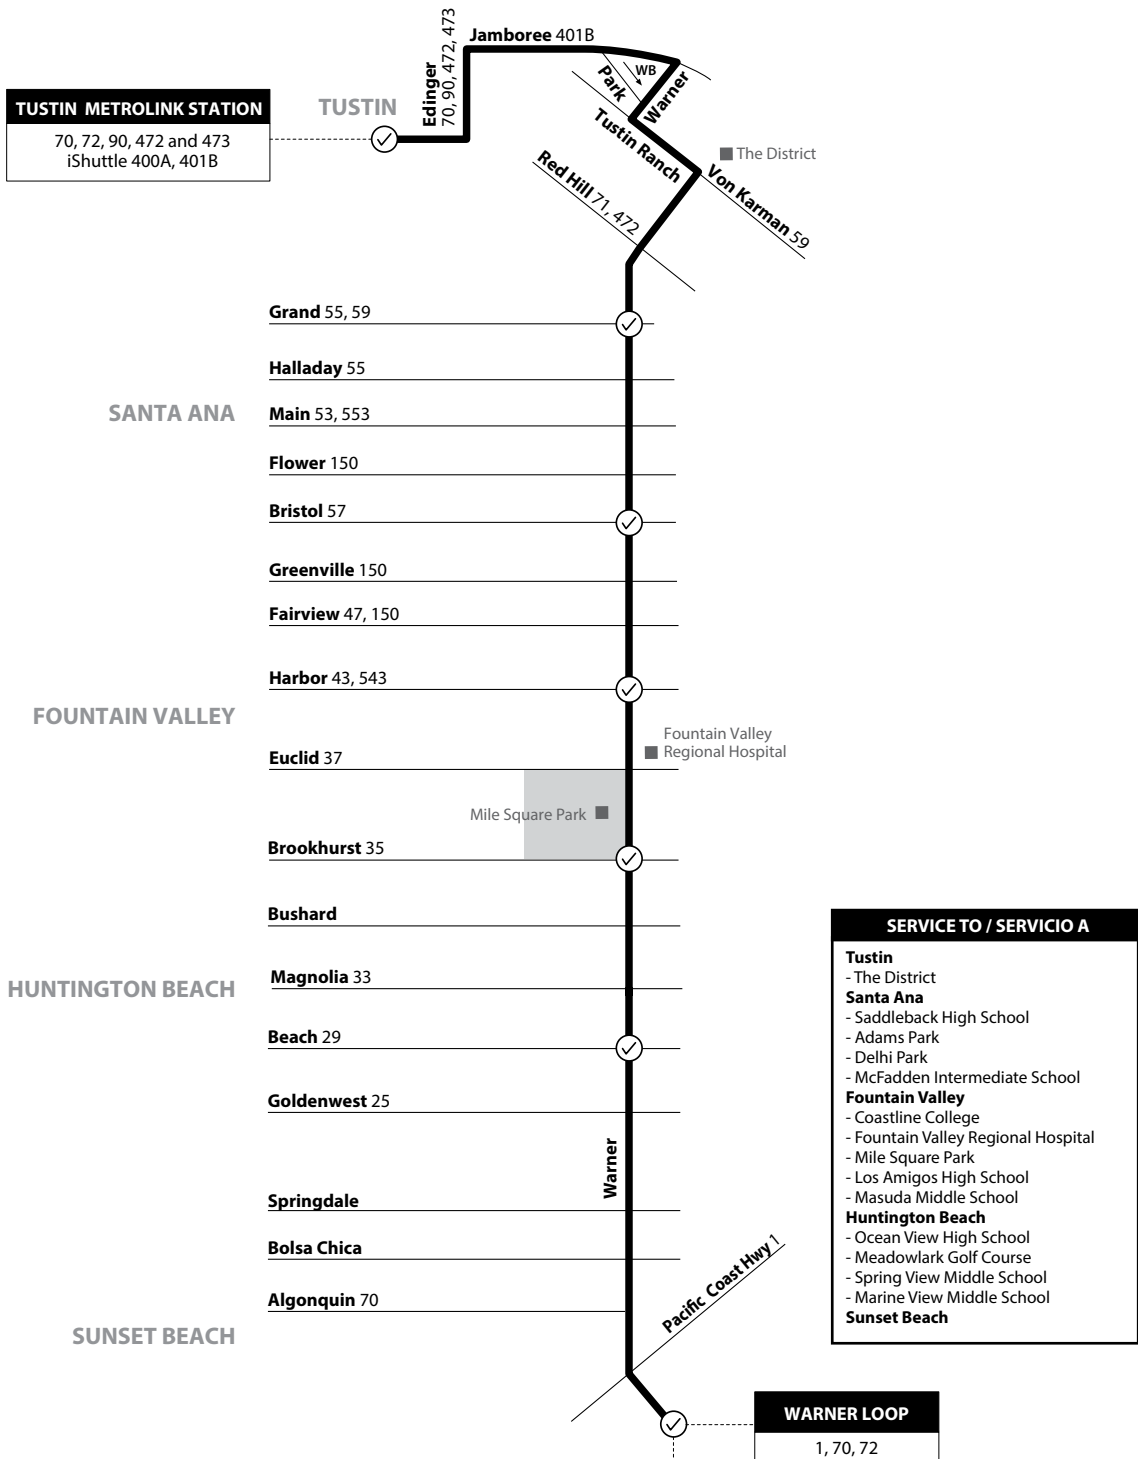 Jamboree 401B
Edinger
70, 90, 472, 473
WB
Park
Warner
TUSTIN METROLINK STATION
70, 72, 90, 472 and 473
iShuttle 400A, 401B
TUSTIN
Tustin Ranch
The District
Red Hill 71, 472
Von Karman 59
Grand 55, 59
Halladay 55
SANTA ANA
Main 53, 553
Flower 150
Bristol 57
Greenville 150
Fairview 47, 150
Harbor 43, 543
FOUNTAIN VALLEY
Fountain Valley
Regional Hospital
Euclid 37
Mile Square Park
Brookhurst 35
Bushard
HUNTINGTON BEACH
Magnolia 33
Beach 29
Goldenwest 25
Warner
Springdale
Bolsa Chica
Algonquin 70
Pacific Coast Hwy 1
SUNSET BEACH
SERVICE TO / SERVICIO A
Tustin
- The District
Santa Ana
- Saddleback High School
- Adams Park
- Delhi Park
- McFadden Intermediate School
Fountain Valley
- Coastline College
- Fountain Valley Regional Hospital
- Mile Square Park
- Los Amigos High School
- Masuda Middle School
Huntington Beach
- Ocean View High School
- Meadowlark Golf Course
- Spring View Middle School
- Marine View Middle School
Sunset Beach
WARNER LOOP
1, 70, 72